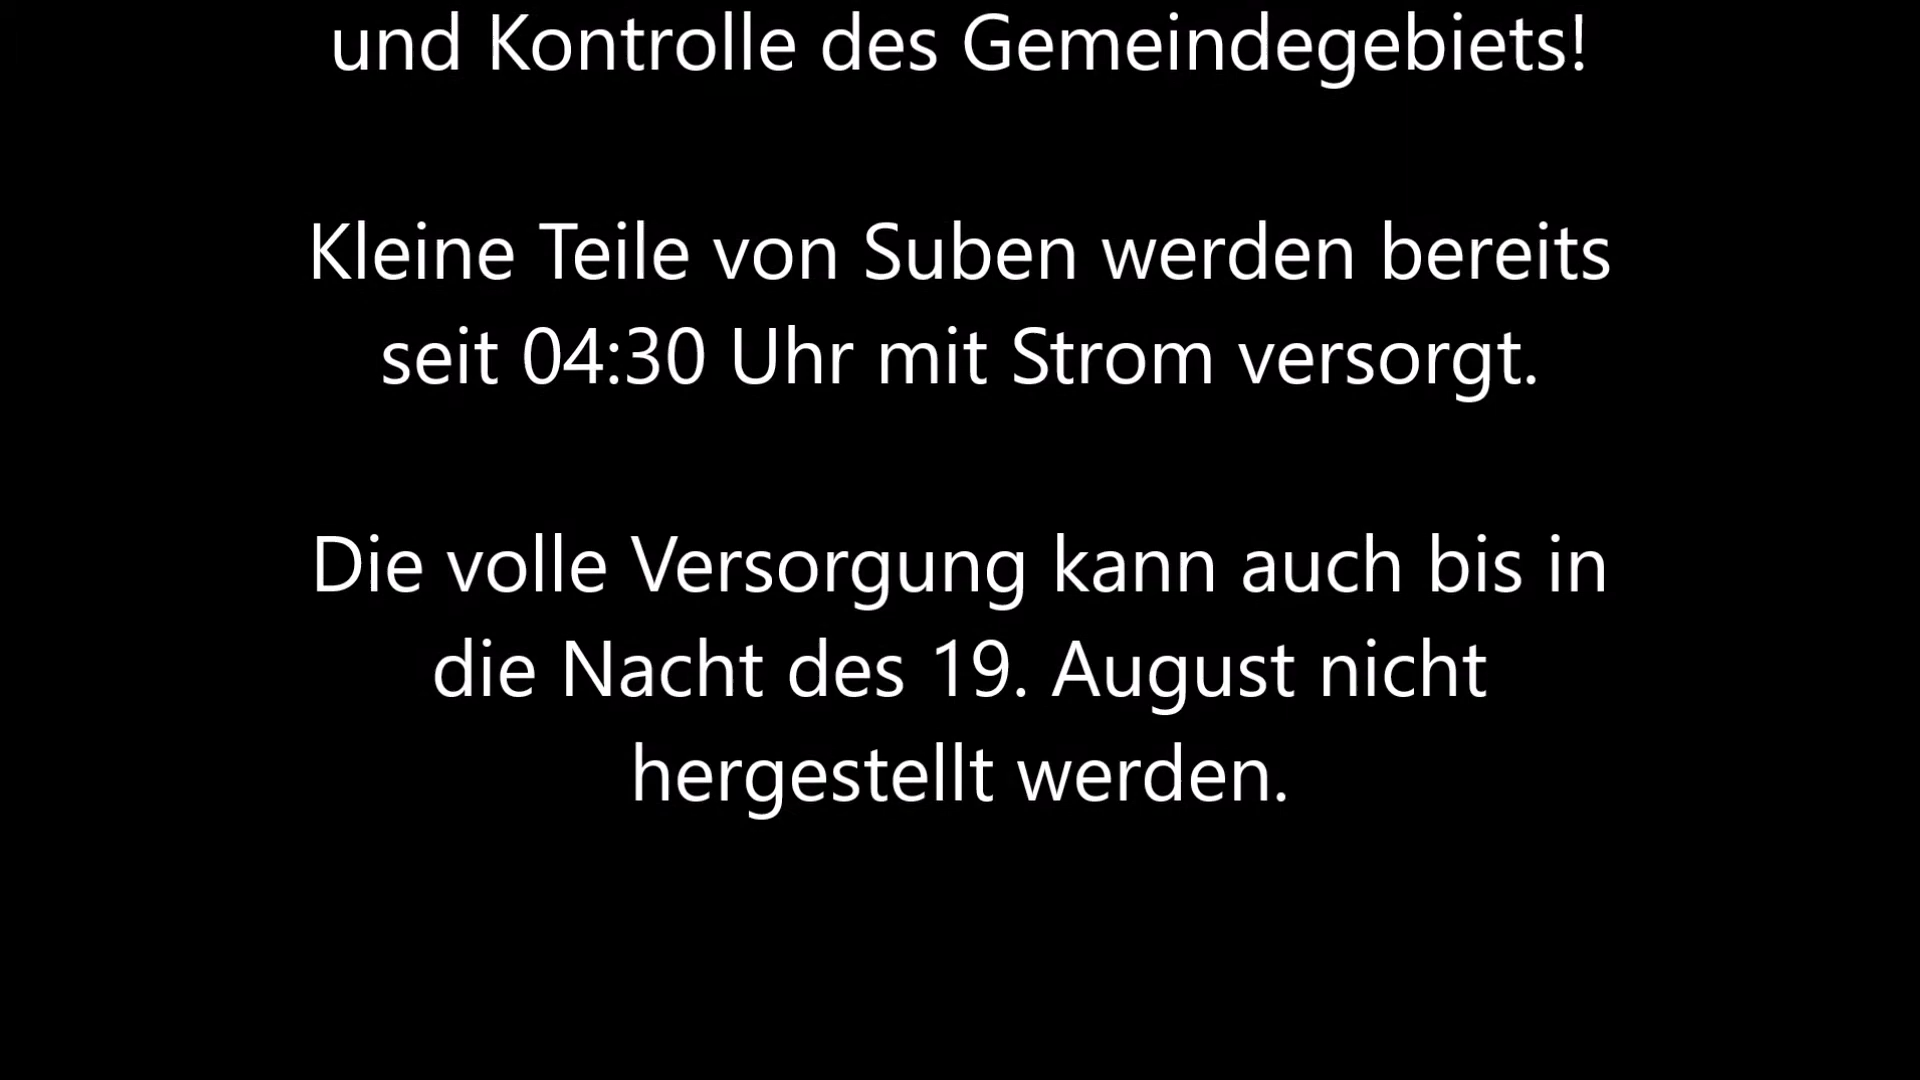 und Kontrolle des Gemeindegebiets!
Kleine Teile von Suben werden bereits
seit 04:30 Uhr mit Strom versorgt.
Die volle Versorgung kann auch bis in
die Nacht des 19. August nicht
hergestellt werden.